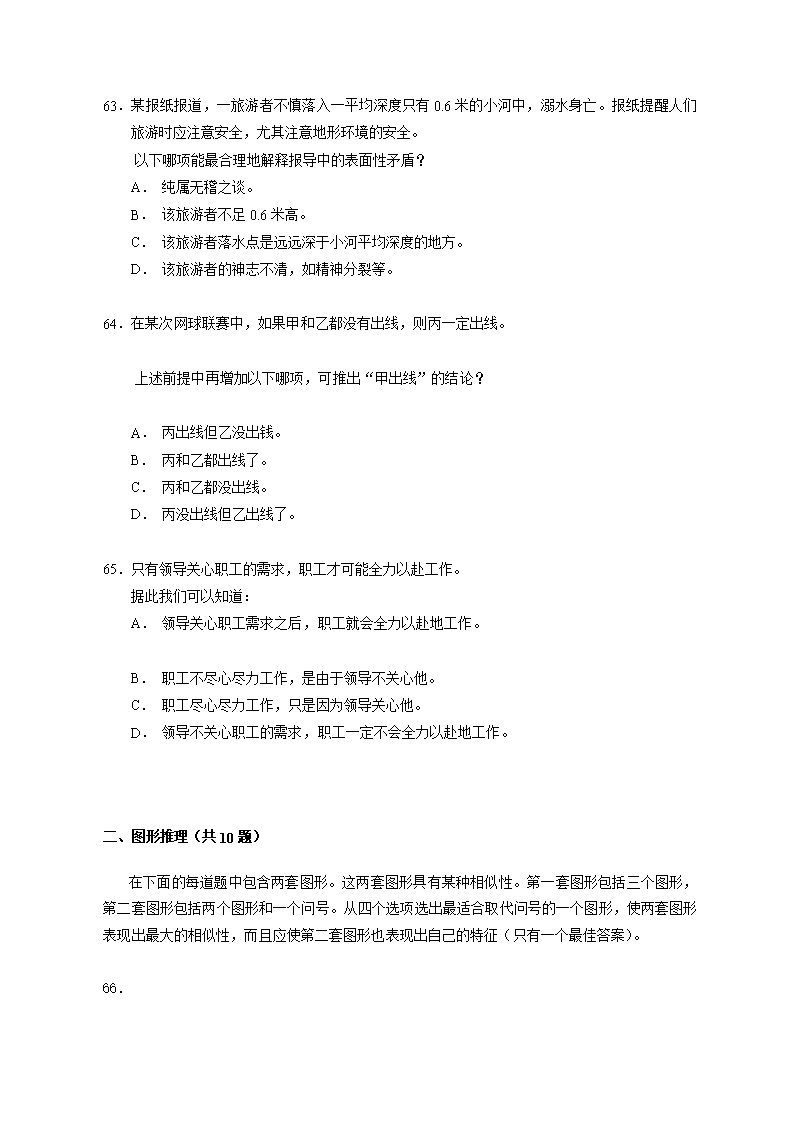 63. 某报纸报道，一旅游者不慎落入一平均深度只有 0.6 米的小河中，溺水身亡。报纸提醒人们
旅游时应注意安全，尤其注意地形环境的安全。
以下哪项能最合理地解释报导中的表面性矛盾？
A. 纯属无稽之谈。
B. 该旅游者不足 0.6 米高。
C. 该旅游者落水点是远远深于小河平均深度的地方。
D. 该旅游者的神志不清，如精神分裂等。
64. 在某次网球联赛中，如果甲和乙都没有出线，则丙一定出线。
上述前提中再增加以下哪项，可推出“甲出线”的结论？
A. 丙出线但乙没出钱。
B. 丙和乙都出线了。
C. 丙和乙都没出线。
D. 丙没出线但乙出线了。
65. 只有领导关心职工的需求，职工才可能全力以赴工作。
据此我们可以知道：
A. 领导关心职工需求之后，职工就会全力以赴地工作。
B. 职工不尽心尽力工作，是由于领导不关心他。
C. 职工尽心尽力工作，只是因为领导关心他。
D. 领导不关心职工的需求，职工一定不会全力以赴地工作。
二、图形推理（共 10 题）
在下面的每道题中包含两套图形。这两套图形具有某种相似性。第一套图形包括三个图形，
第二套图形包括两个图形和一个问号。从四个选项选出最适合取代问号的一个图形，使两套图形
表现出最大的相似性，而且应使第二套图形也表现出自己的特征（只有一个最佳答案）。
66.